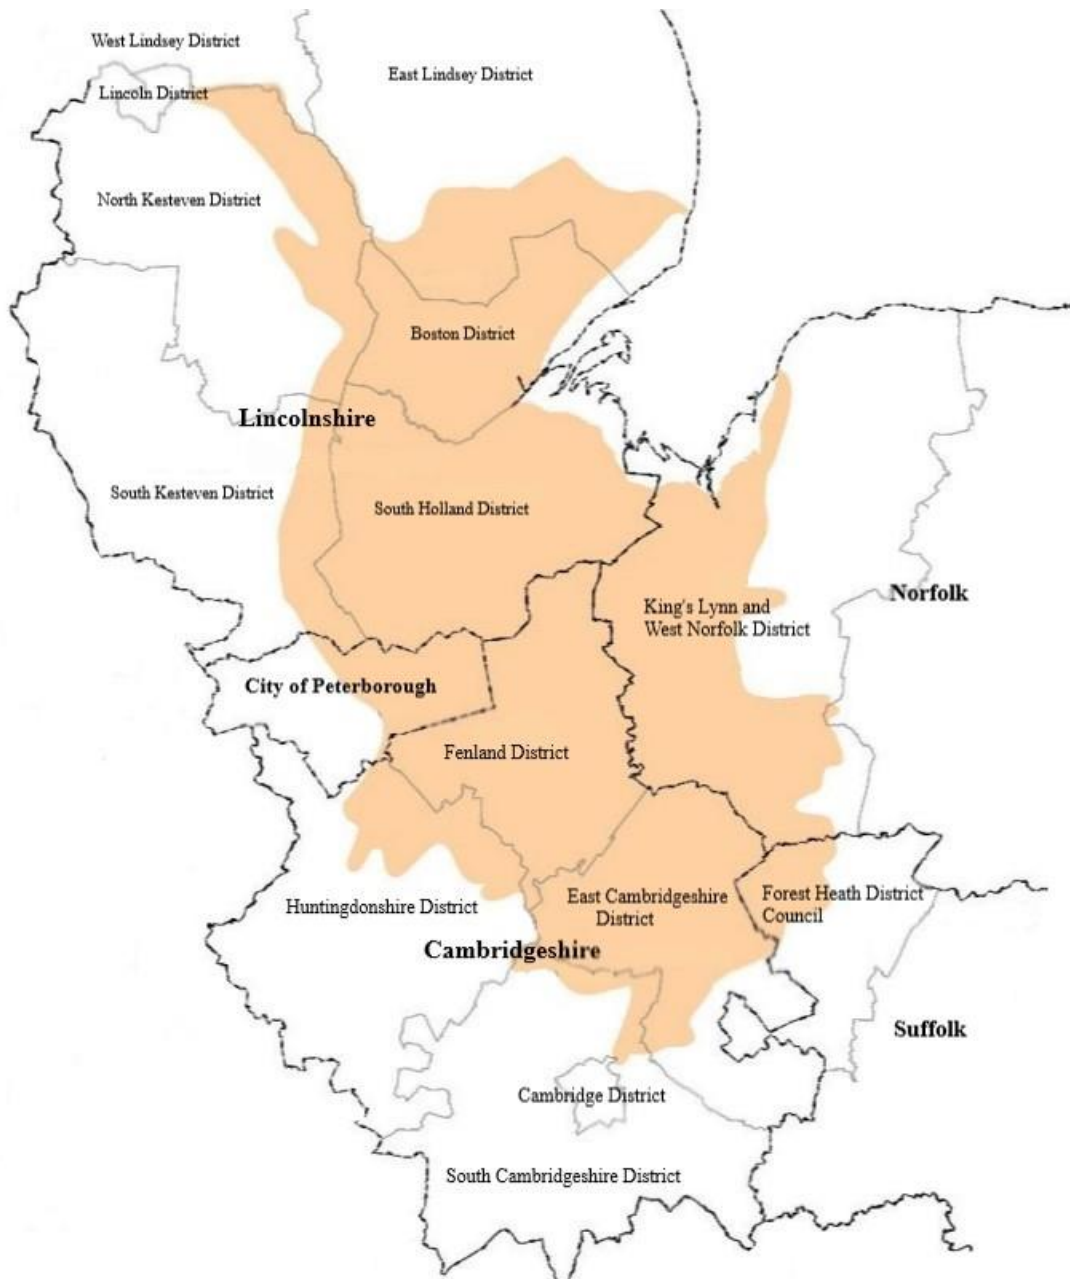 West Lindsey District
East Lindsey District
Lincoln District
North Kesteven District
Boston District
Lincolnshire
South Kesteven District
South Holland District
Norfolk
King's Lynn and
West Norfolk District
City of Peterborough
Fenland District
East Cambridgeshire
District
Forest Heath District
Council
Huntingdonshire District
Cambridgeshire
Suffolk
Cambridge District
South Cambridgeshire District